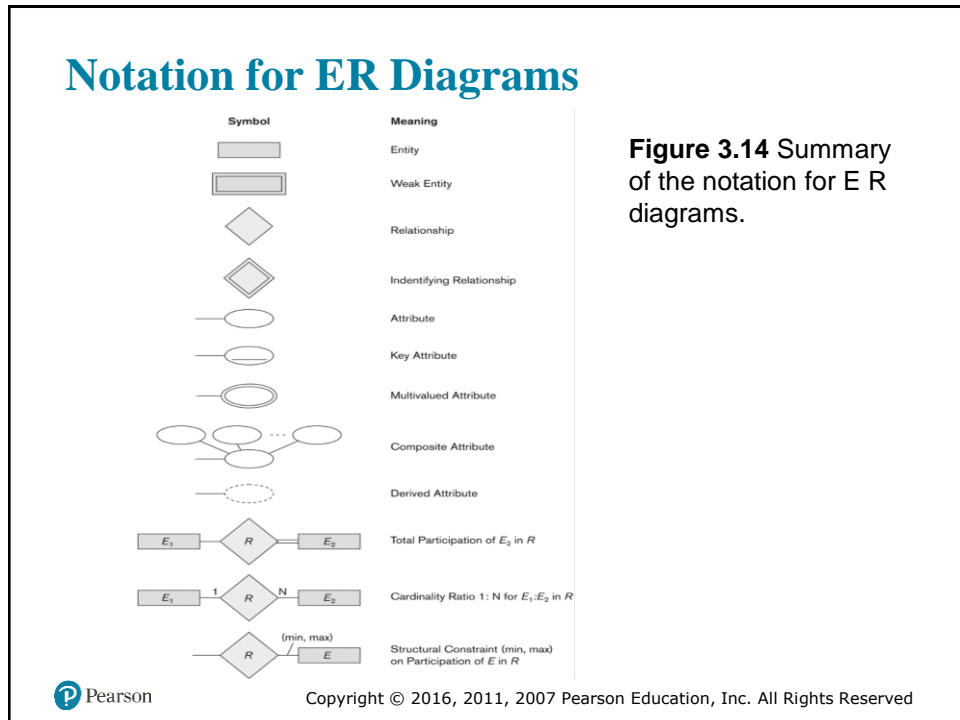 Notation for ER Diagrams
Symbol Meaning
Entity
Weak Entity
Relationship
Indentifying Relationship
Attribute
Key Attribute
Multivalued Attribute
...
Composite Attribute
Derived Attribute
E₁ R E₂ Total Participation of E₂ in R
E₁ 1 R N E₂ Cardinality Ratio 1: N for E₁:E₂ in R
(min, max)
R E Structural Constraint (min, max)
on Participation of E in R
Figure 3.14 Summary
of the notation for E R
diagrams.
P Pearson
Copyright © 2016, 2011, 2007 Pearson Education, Inc. All Rights Reserved